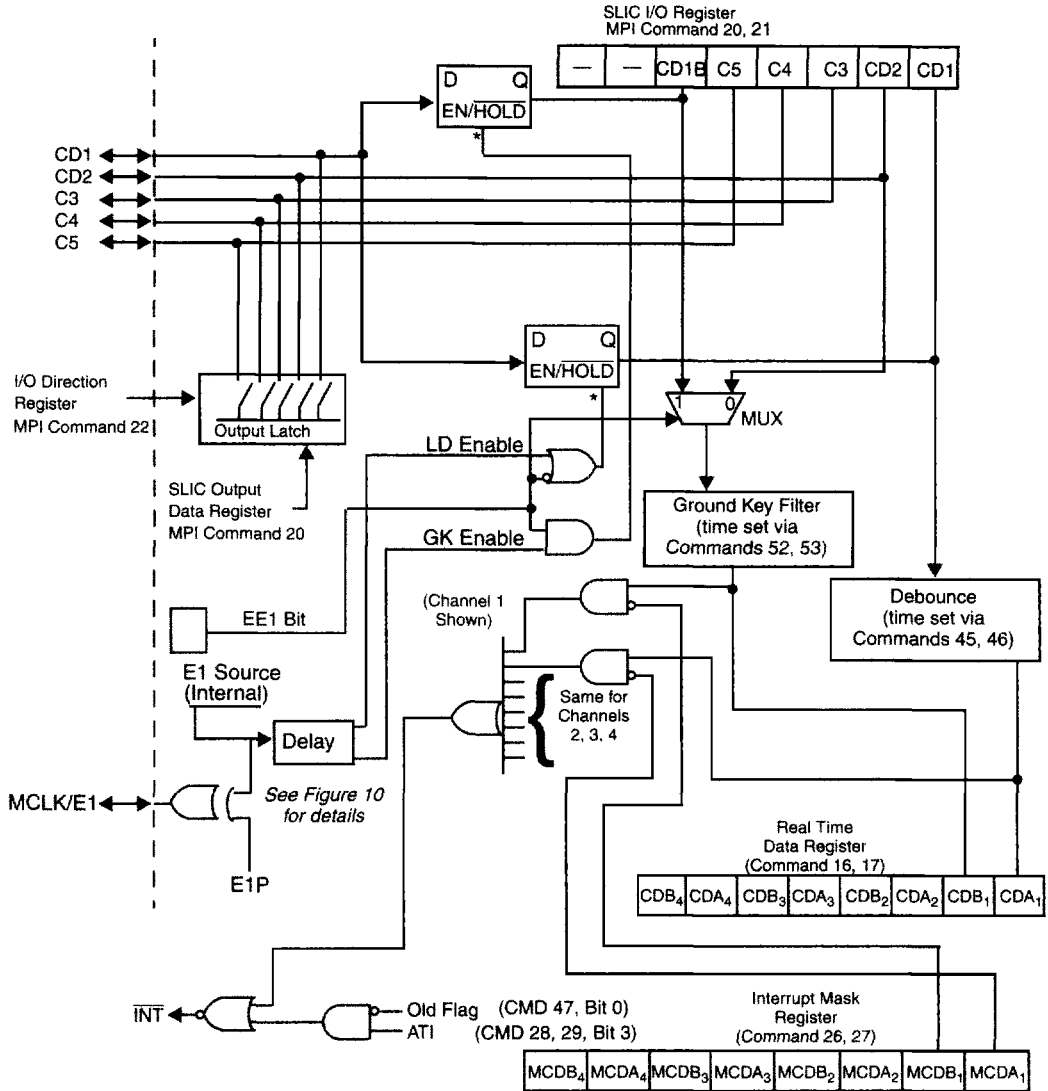 SLIC I/O Register
MPI Command 20, 21
— — CD1B C5 C4 C3 CD2 CD1
D Q
EN/HOLD
*
CD1
CD2
C3
C4
C5
D Q
EN/HOLD
*
I/O Direction
Register
MPI Command 22
Output Latch
1 0
MUX
LD Enable
SLIC Output
Data Register
MPI Command 20
GK Enable
Ground Key Filter
(time set via
Commands 52, 53)
(Channel 1
Shown)
Debounce
(time set via
Commands 45, 46)
EE1 Bit
E1 Source
(Internal)
Same for
Channels
2, 3, 4
{
Delay
See Figure 10
for details
MCLK/E1
E1P
Real Time
Data Register
(Command 16, 17)
CDB4 CDA4 CDB3 CDA3 CDB2 CDA2 CDB1 CDA1
INT
Old Flag (CMD 47, Bit 0)
ATI (CMD 28, 29, Bit 3)
Interrupt Mask
Register
(Command 26, 27)
MCDB4 MCDA4 MCDB3 MCDA3 MCDB2 MCDA2 MCDB1 MCDA1